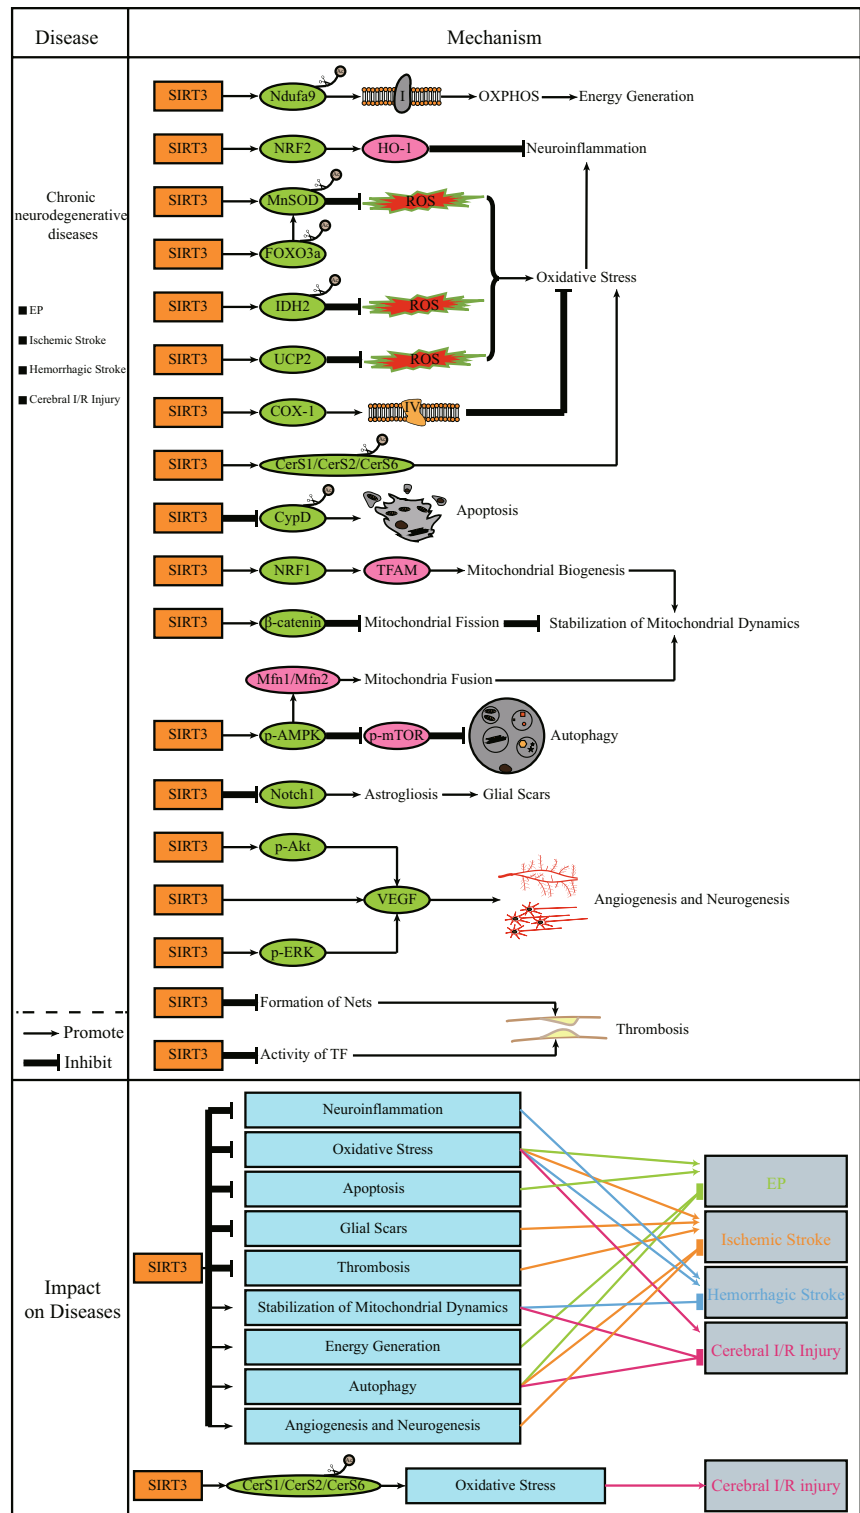 Disease
Mechanism
Chronic
neurodegenerative
diseases
EP
Ischemic Stroke
Hemorrhagic Stroke
Cerebral I/R Injury
SIRT3
Ndufa9
I
OXPHOS
Energy Generation
SIRT3
NRF2
HO-1
Neuroinflammation
SIRT3
MnSOD
ROS
SIRT3
FOXO3a
Oxidative Stress
SIRT3
IDH2
ROS
SIRT3
UCP2
ROS
SIRT3
COX-1
IV
SIRT3
CerS1/CerS2/CerS6
SIRT3
CypD
Apoptosis
SIRT3
NRF1
TFAM
Mitochondrial Biogenesis
SIRT3
β-catenin
Mitochondrial Fission
Stabilization of Mitochondrial Dynamics
Mfn1/Mfn2
Mitochondria Fusion
SIRT3
p-AMPK
p-mTOR
Autophagy
SIRT3
Notch1
Astrogliosis
Glial Scars
SIRT3
p-Akt
SIRT3
VEGF
Angiogenesis and Neurogenesis
SIRT3
p-ERK
SIRT3
Formation of Nets
Thrombosis
SIRT3
Activity of TF
Promote
Inhibit
Impact
on Diseases
SIRT3
Neuroinflammation
Oxidative Stress
Apoptosis
Glial Scars
Thrombosis
Stabilization of Mitochondrial Dynamics
Energy Generation
Autophagy
Angiogenesis and Neurogenesis
EP
Ischemic Stroke
Hemorrhagic Stroke
Cerebral I/R Injury
SIRT3
CerS1/CerS2/CerS6
Oxidative Stress
Cerebral I/R injury